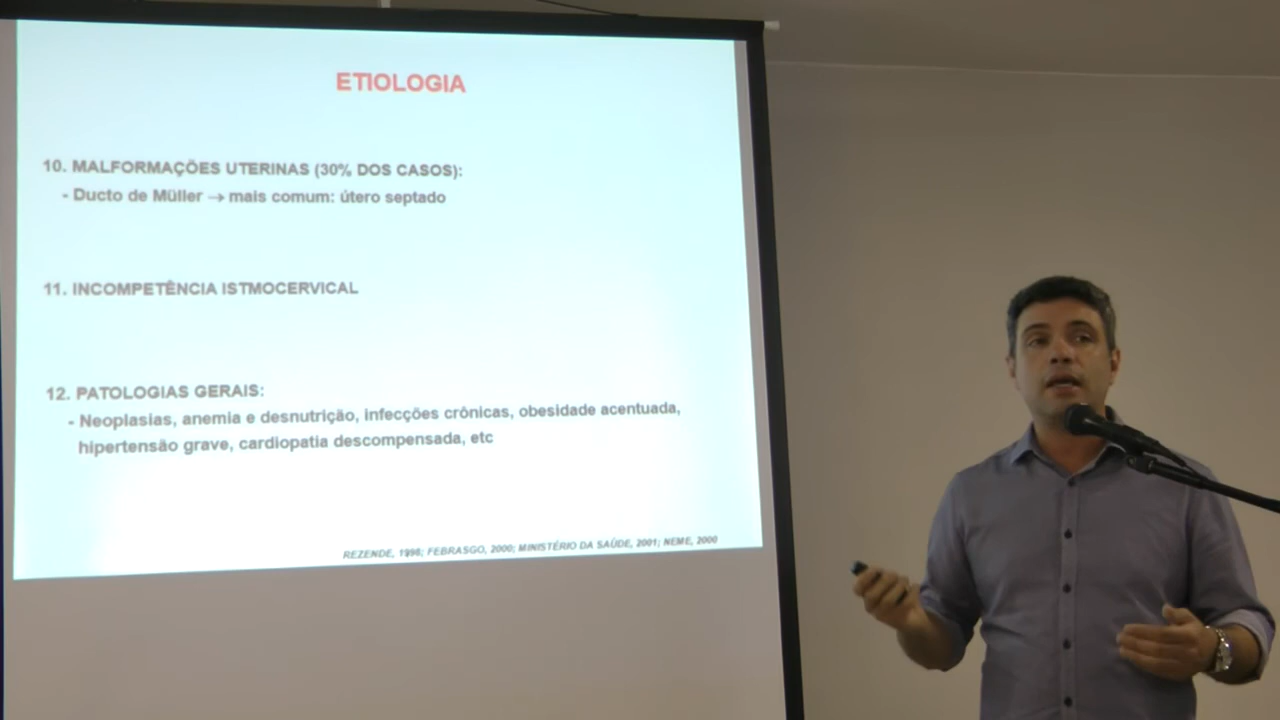 ETIOLOGIA
10. MALFORMAÇÕES UTERINAS (30% DOS CASOS):
- Ducto de Müller → mais comum: útero septado
11. INCOMPETÊNCIA ISTMOCERVICAL
12. PATOLOGIAS GERAIS:
- Neoplasias, anemia e desnutrição, infecções crônicas, obesidade acentuada,
hipertensão grave, cardiopatia descompensada, etc
REZENDE, 1998; FEBRASGO, 2000; MINISTÉRIO DA SAÚDE, 2001; NEME, 2000